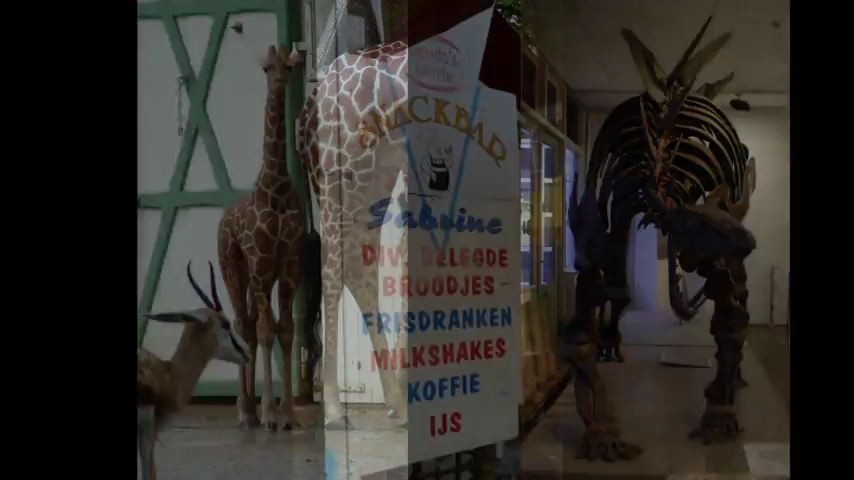 SNACKBAR
Sabrine
DIV. BELEGDE
BROODJES
FRISDRANKEN
MILKSHAKES
KOFFIE
IJS